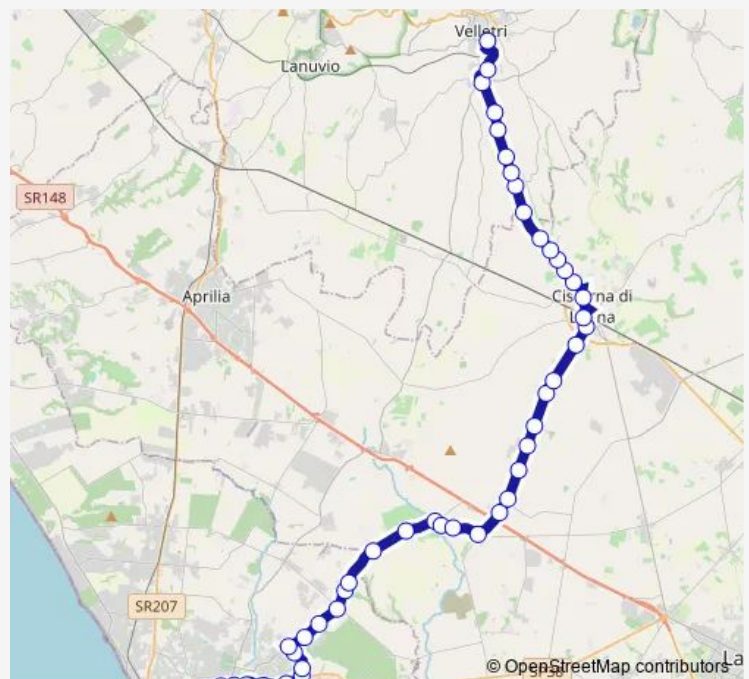 Velletri
Lanuvio
SR148
Aprilia
Cisterna di
Latina
SR207
© OpenStreetMap contributors